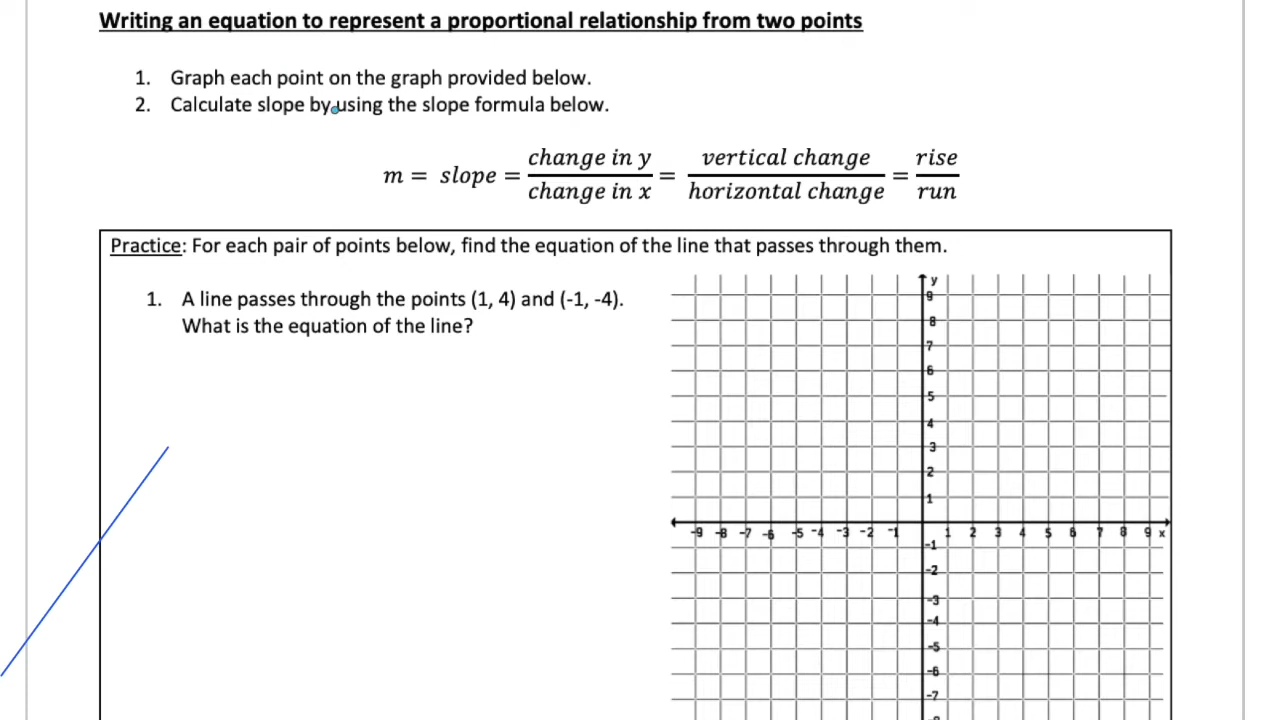 Writing an equation to represent a proportional relationship from two points
1. Graph each point on the graph provided below.
2. Calculate slope by using the slope formula below.
m = slope = change in y / change in x = vertical change / horizontal change = rise / run
Practice: For each pair of points below, find the equation of the line that passes through them.
1. A line passes through the points (1, 4) and (-1, -4).
What is the equation of the line?
y
9
8
7
6
5
4
3
2
1
-9 -8 -7 -6 -5 -4 -3 -2 -1 1 2 3 4 5 6 7 8 9 x
-1
-2
-3
-4
-5
-6
-7